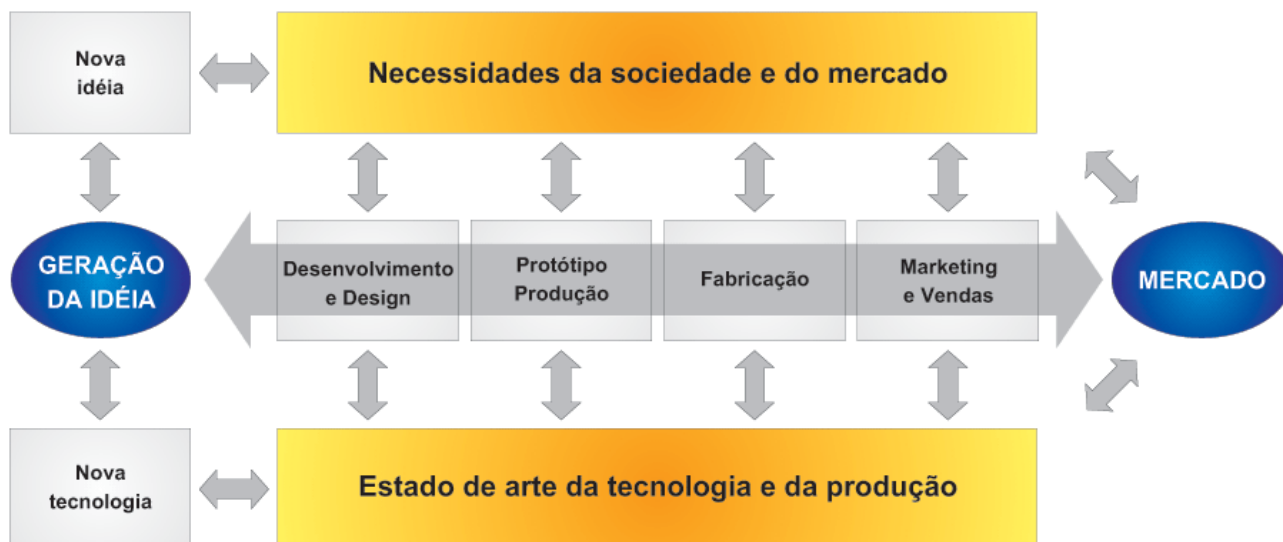 Nova
idéia
Necessidades da sociedade e do mercado
GERAÇÃO
DA IDÉIA
Desenvolvimento
e Design
Protótipo
Produção
Fabricação
Marketing
e Vendas
MERCADO
Nova
tecnologia
Estado de arte da tecnologia e da produção